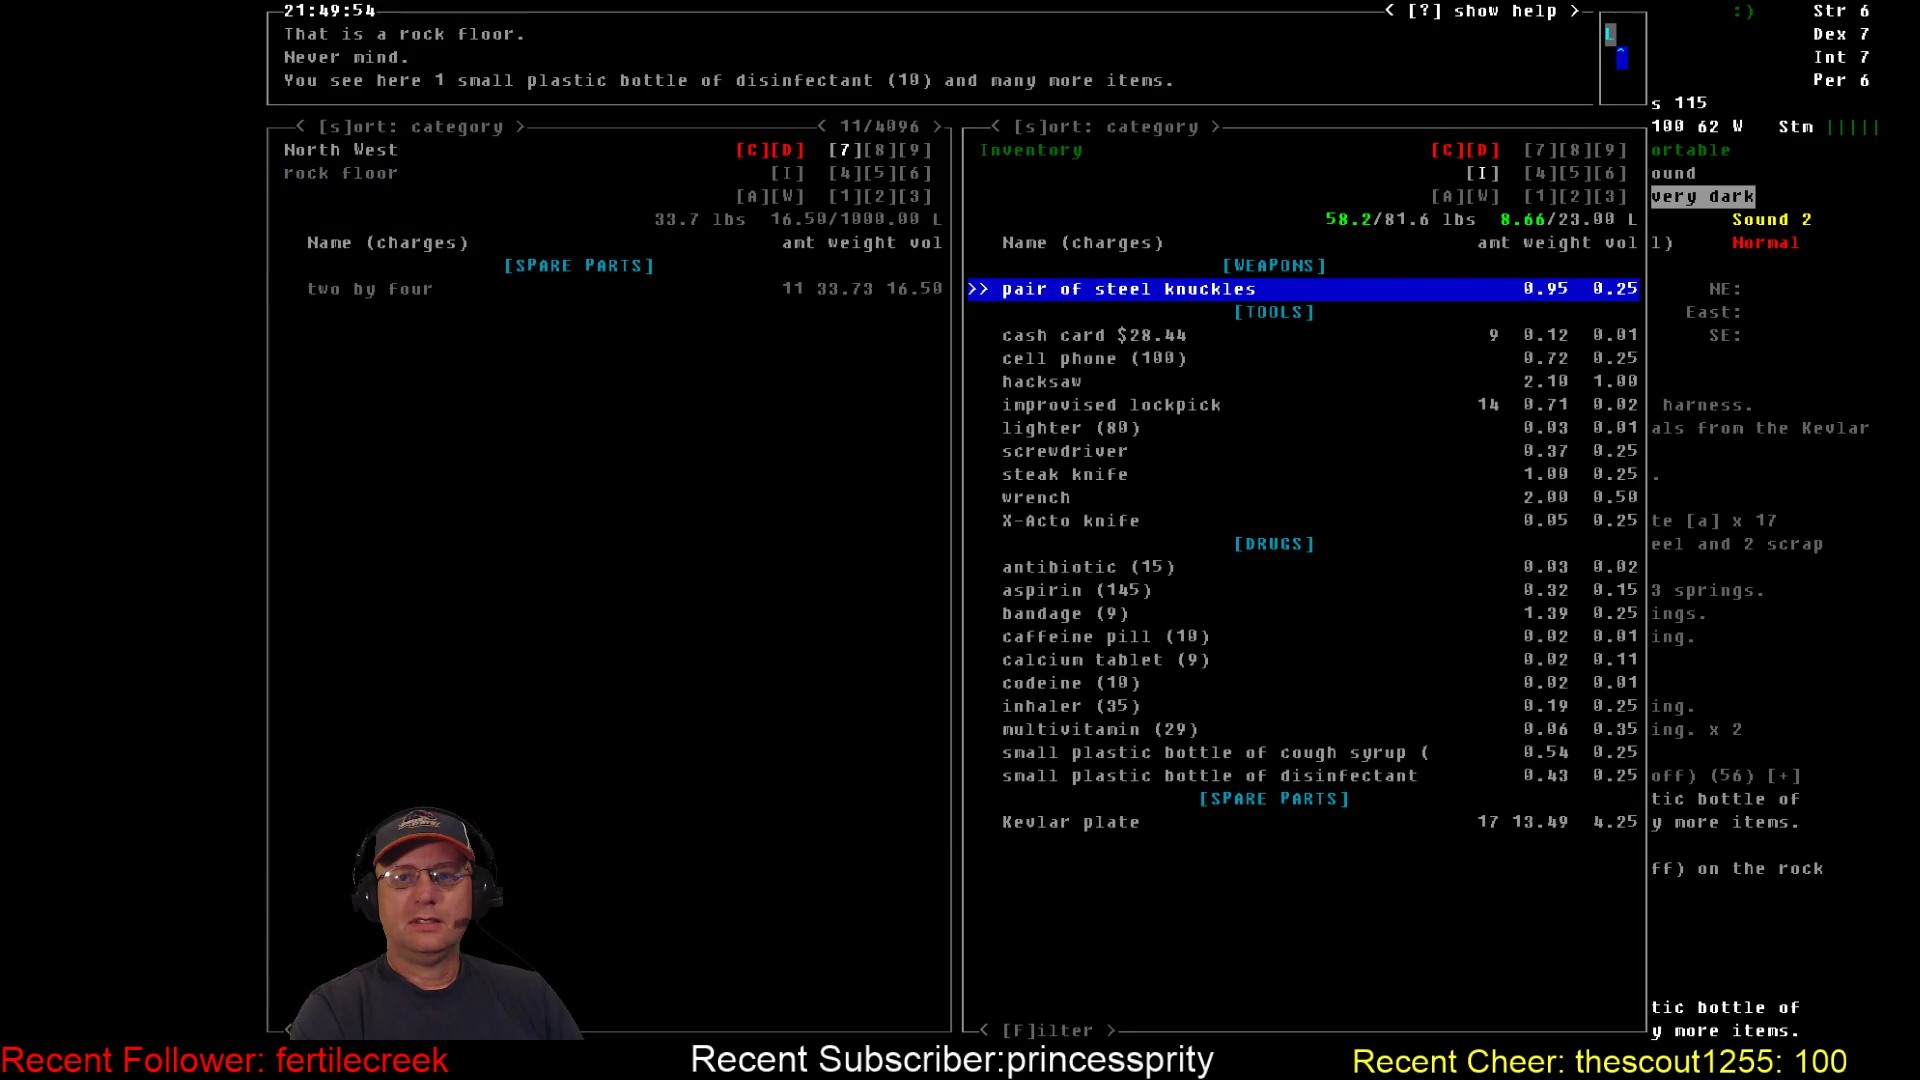 21:49:54
< [?] show help >
That is a rock floor.
Never mind.
You see here 1 small plastic bottle of disinfectant (10) and many more items.
L
^
:)
Str 6
Dex 7
Int 7
Per 6
s 115
100 62 W Stm |||||
ortable
ound
very dark
Sound 2
l) Normal
NE:
East:
SE:
harness.
als from the Kevlar
.
te [a] x 17
eel and 2 scrap
3 springs.
ings.
ing.
ing.
ing. x 2
off) (56) [+]
tic bottle of
y more items.
ff) on the rock
tic bottle of
y more items.
< [s]ort: category > < 11/4096 >
North West [C][D] [7][8][9]
rock floor [I] [4][5][6]
[A][W] [1][2][3]
33.7 lbs 16.50/1000.00 L
Name (charges) amt weight vol
[SPARE PARTS]
two by four 11 33.73 16.50
< [s]ort: category >
Inventory [C][D] [7][8][9]
[I] [4][5][6]
[A][W] [1][2][3]
58.2/81.6 lbs 8.66/23.00 L
Name (charges) amt weight vol
[WEAPONS]
>> pair of steel knuckles 0.95 0.25
[TOOLS]
cash card $28.44 9 0.12 0.01
cell phone (100) 0.72 0.25
hacksaw 2.10 1.00
improvised lockpick 14 0.71 0.02
lighter (80) 0.03 0.01
screwdriver 0.37 0.25
steak knife 1.00 0.25
wrench 2.00 0.50
X-Acto knife 0.05 0.25
[DRUGS]
antibiotic (15) 0.03 0.02
aspirin (145) 0.32 0.15
bandage (9) 1.39 0.25
caffeine pill (10) 0.02 0.01
calcium tablet (9) 0.02 0.11
codeine (10) 0.02 0.01
inhaler (35) 0.19 0.25
multivitamin (29) 0.06 0.35
small plastic bottle of cough syrup ( 0.54 0.25
small plastic bottle of disinfectant 0.43 0.25
[SPARE PARTS]
Kevlar plate 17 13.49 4.25
< [F]ilter >
Recent Follower: fertilecreek
Recent Subscriber:princessprity
Recent Cheer: thescout1255: 100